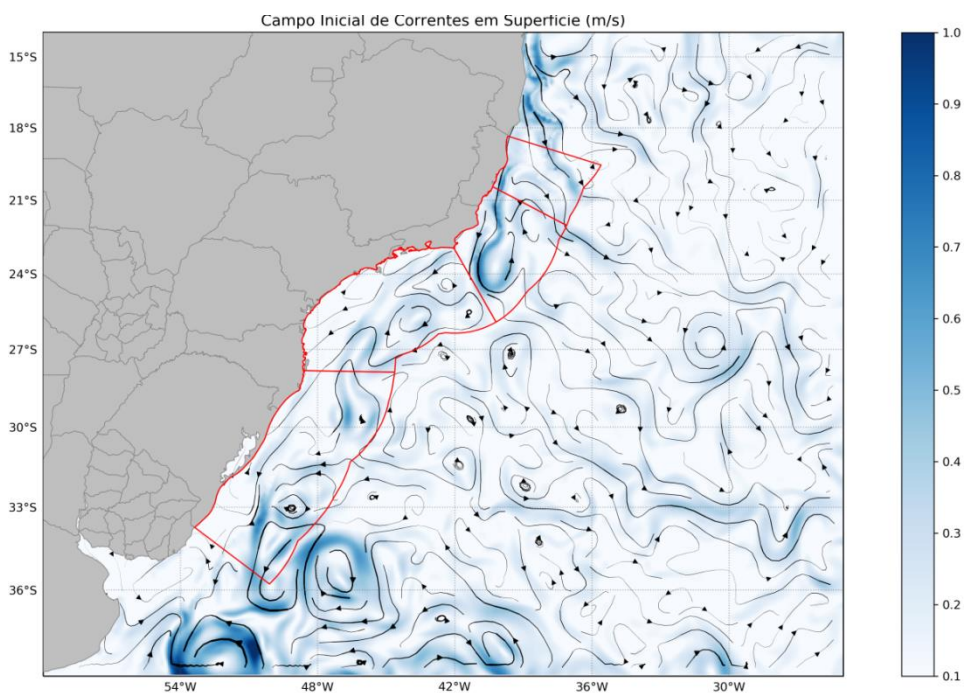 Campo Inicial de Correntes em Superfície (m/s)
15°S
18°S
21°S
24°S
27°S
30°S
33°S
36°S
54°W
48°W
42°W
36°W
30°W
1.0
0.9
0.8
0.7
0.6
0.5
0.4
0.3
0.2
0.1